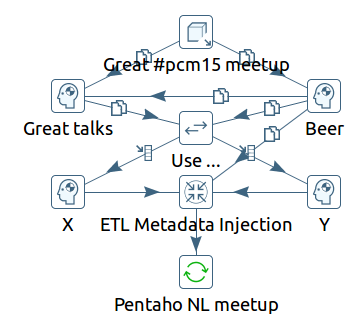 Great #pcm15 meetup
Great talks
Beer
Use ...
X
ETL Metadata Injection
Y
Pentaho NL meetup